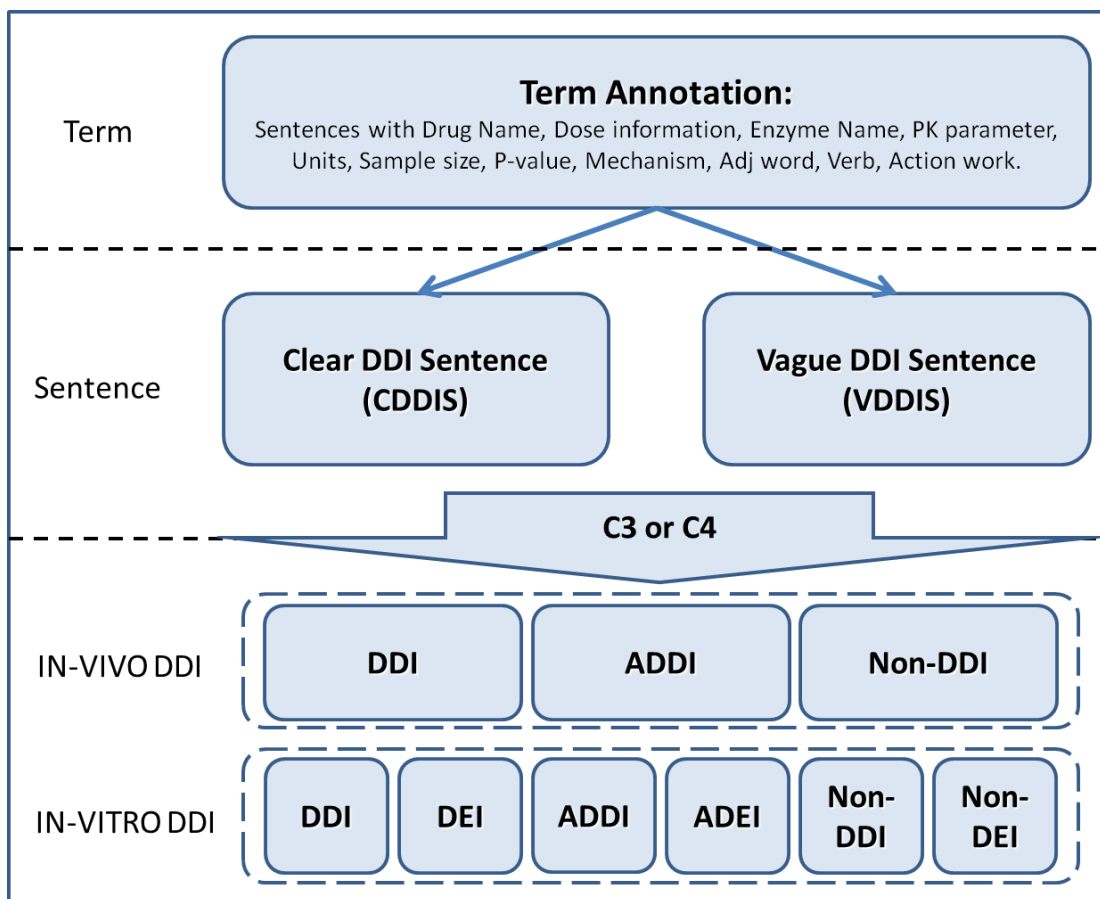 Term
Term Annotation:
Sentences with Drug Name, Dose information, Enzyme Name, PK parameter,
Units, Sample size, P-value, Mechanism, Adj word, Verb, Action work.
Sentence
Clear DDI Sentence
(CDDIS)
Vague DDI Sentence
(VDDIS)
C3 or C4
IN-VIVO DDI
DDI
ADDI
Non-DDI
IN-VITRO DDI
DDI
DEI
ADDI
ADEI
Non-
DDI
Non-
DEI